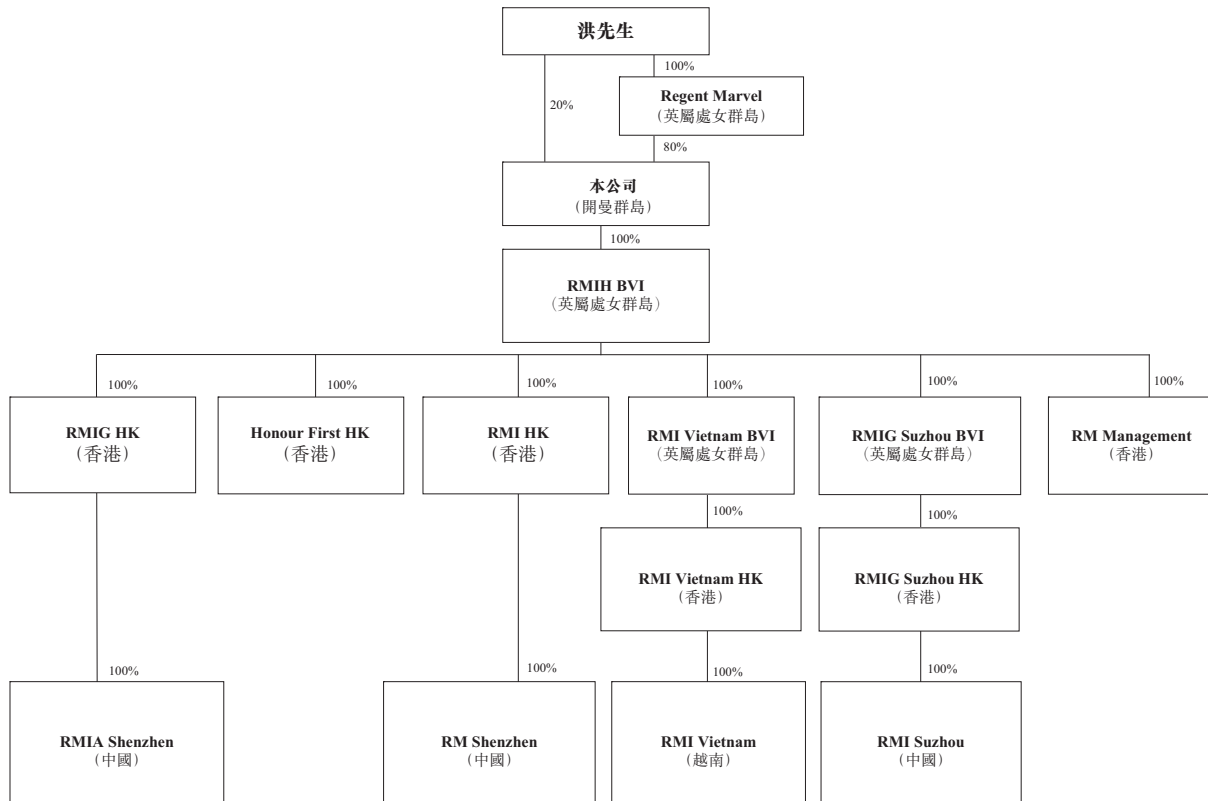 洪先生
100%
Regent Marvel
（英屬處女群島）
20%
80%
本公司
（開曼群島）
100%
RMIH BVI
（英屬處女群島）
100%
100%
100%
100%
100%
100%
RMIG HK
（香港）
Honour First HK
（香港）
RMI HK
（香港）
RMI Vietnam BVI
（英屬處女群島）
RMIG Suzhou BVI
（英屬處女群島）
RM Management
（香港）
100%
100%
RMI Vietnam HK
（香港）
RMIG Suzhou HK
（香港）
100%
100%
100%
100%
RMIA Shenzhen
（中國）
RM Shenzhen
（中國）
RMI Vietnam
（越南）
RMI Suzhou
（中國）